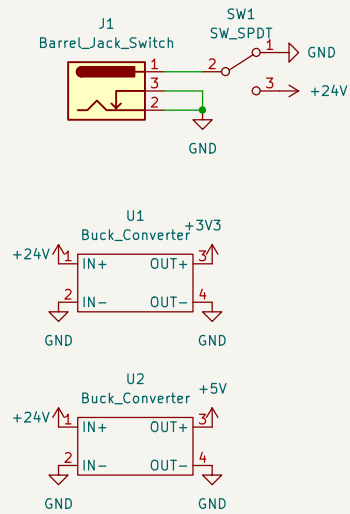 J1
Barrel_Jack_Switch
1
3
2
GND
SW1
SW_SPDT
1
2
3
GND
+24V
U1
Buck_Converter
+24V
+3V3
1
IN+
OUT+
3
2
IN-
OUT-
4
GND
GND
U2
Buck_Converter
+24V
+5V
1
IN+
OUT+
3
2
IN-
OUT-
4
GND
GND